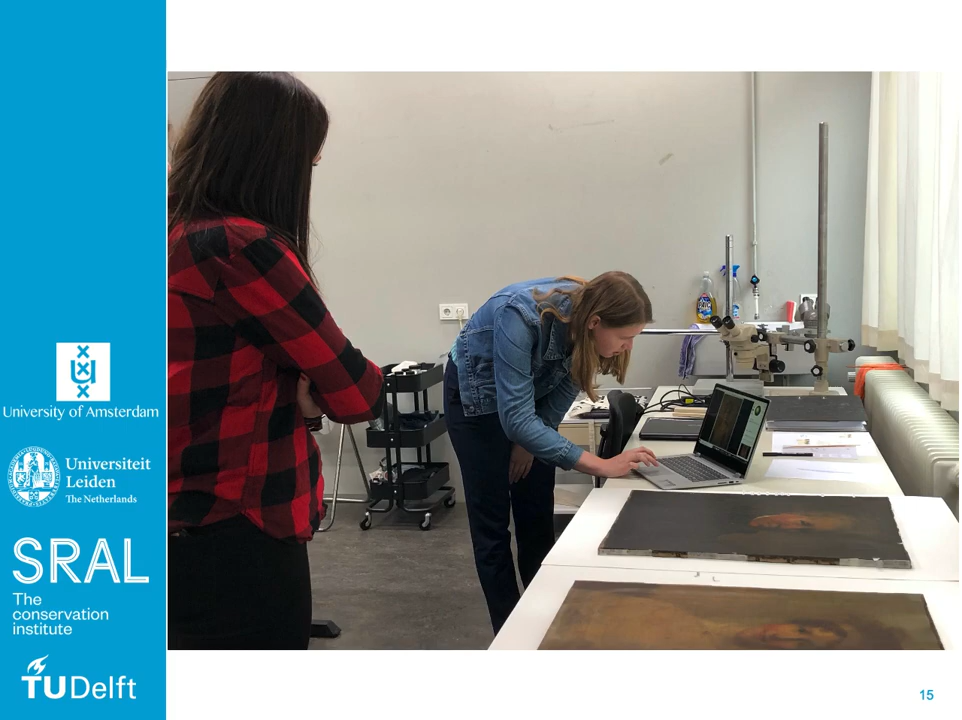 University of Amsterdam
Universiteit
Leiden
The Netherlands
SRAL
The
conservation
institute
TUDelft
15